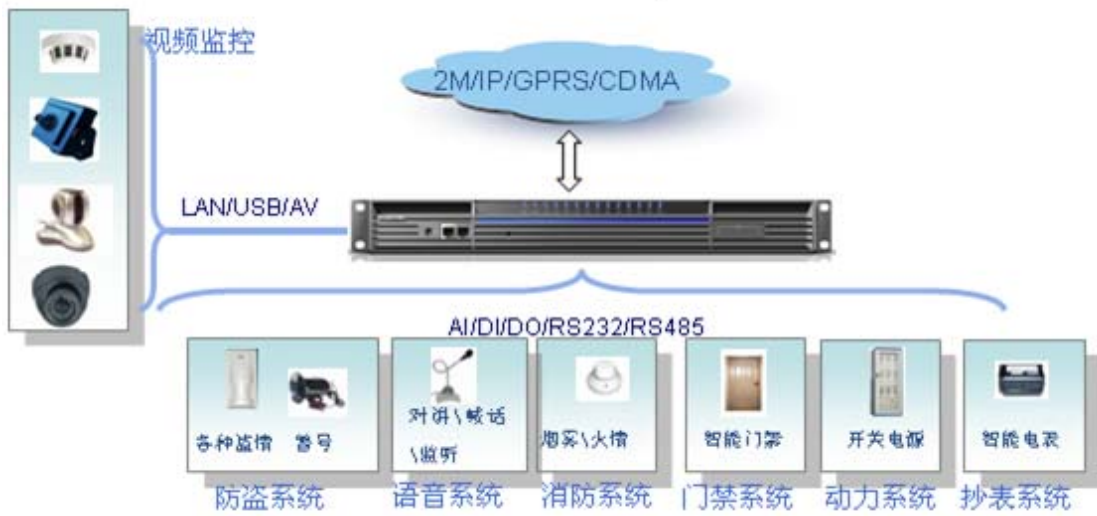 视频监控
2M/IP/GPRS/CDMA
LAN/USB/AV
AI/DI/DO/RS232/RS485
各种盗情 警号
对讲\喊话
\监听
烟雾\火情
智能门禁
开关电源
智能电表
防盗系统 语音系统 消防系统 门禁系统 动力系统 抄表系统